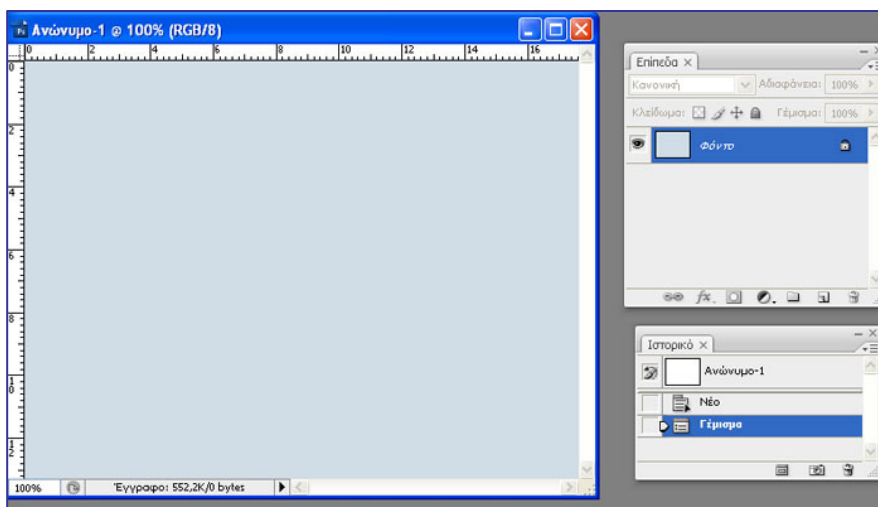 Ps Ανώνυμο-1 @ 100% (RGB/8)
0 2 4 6 8 10 12 14 16
0
2
4
6
8
10
12
100% Έγγραφο: 552,2K/0 bytes
Επίπεδα ×
Κανονική Αδιαφάνεια: 100%
Κλείδωμα: Γέμισμα: 100%
Φόντο
fx.
Ιστορικό ×
Ανώνυμο-1
Νέο
Γέμισμα